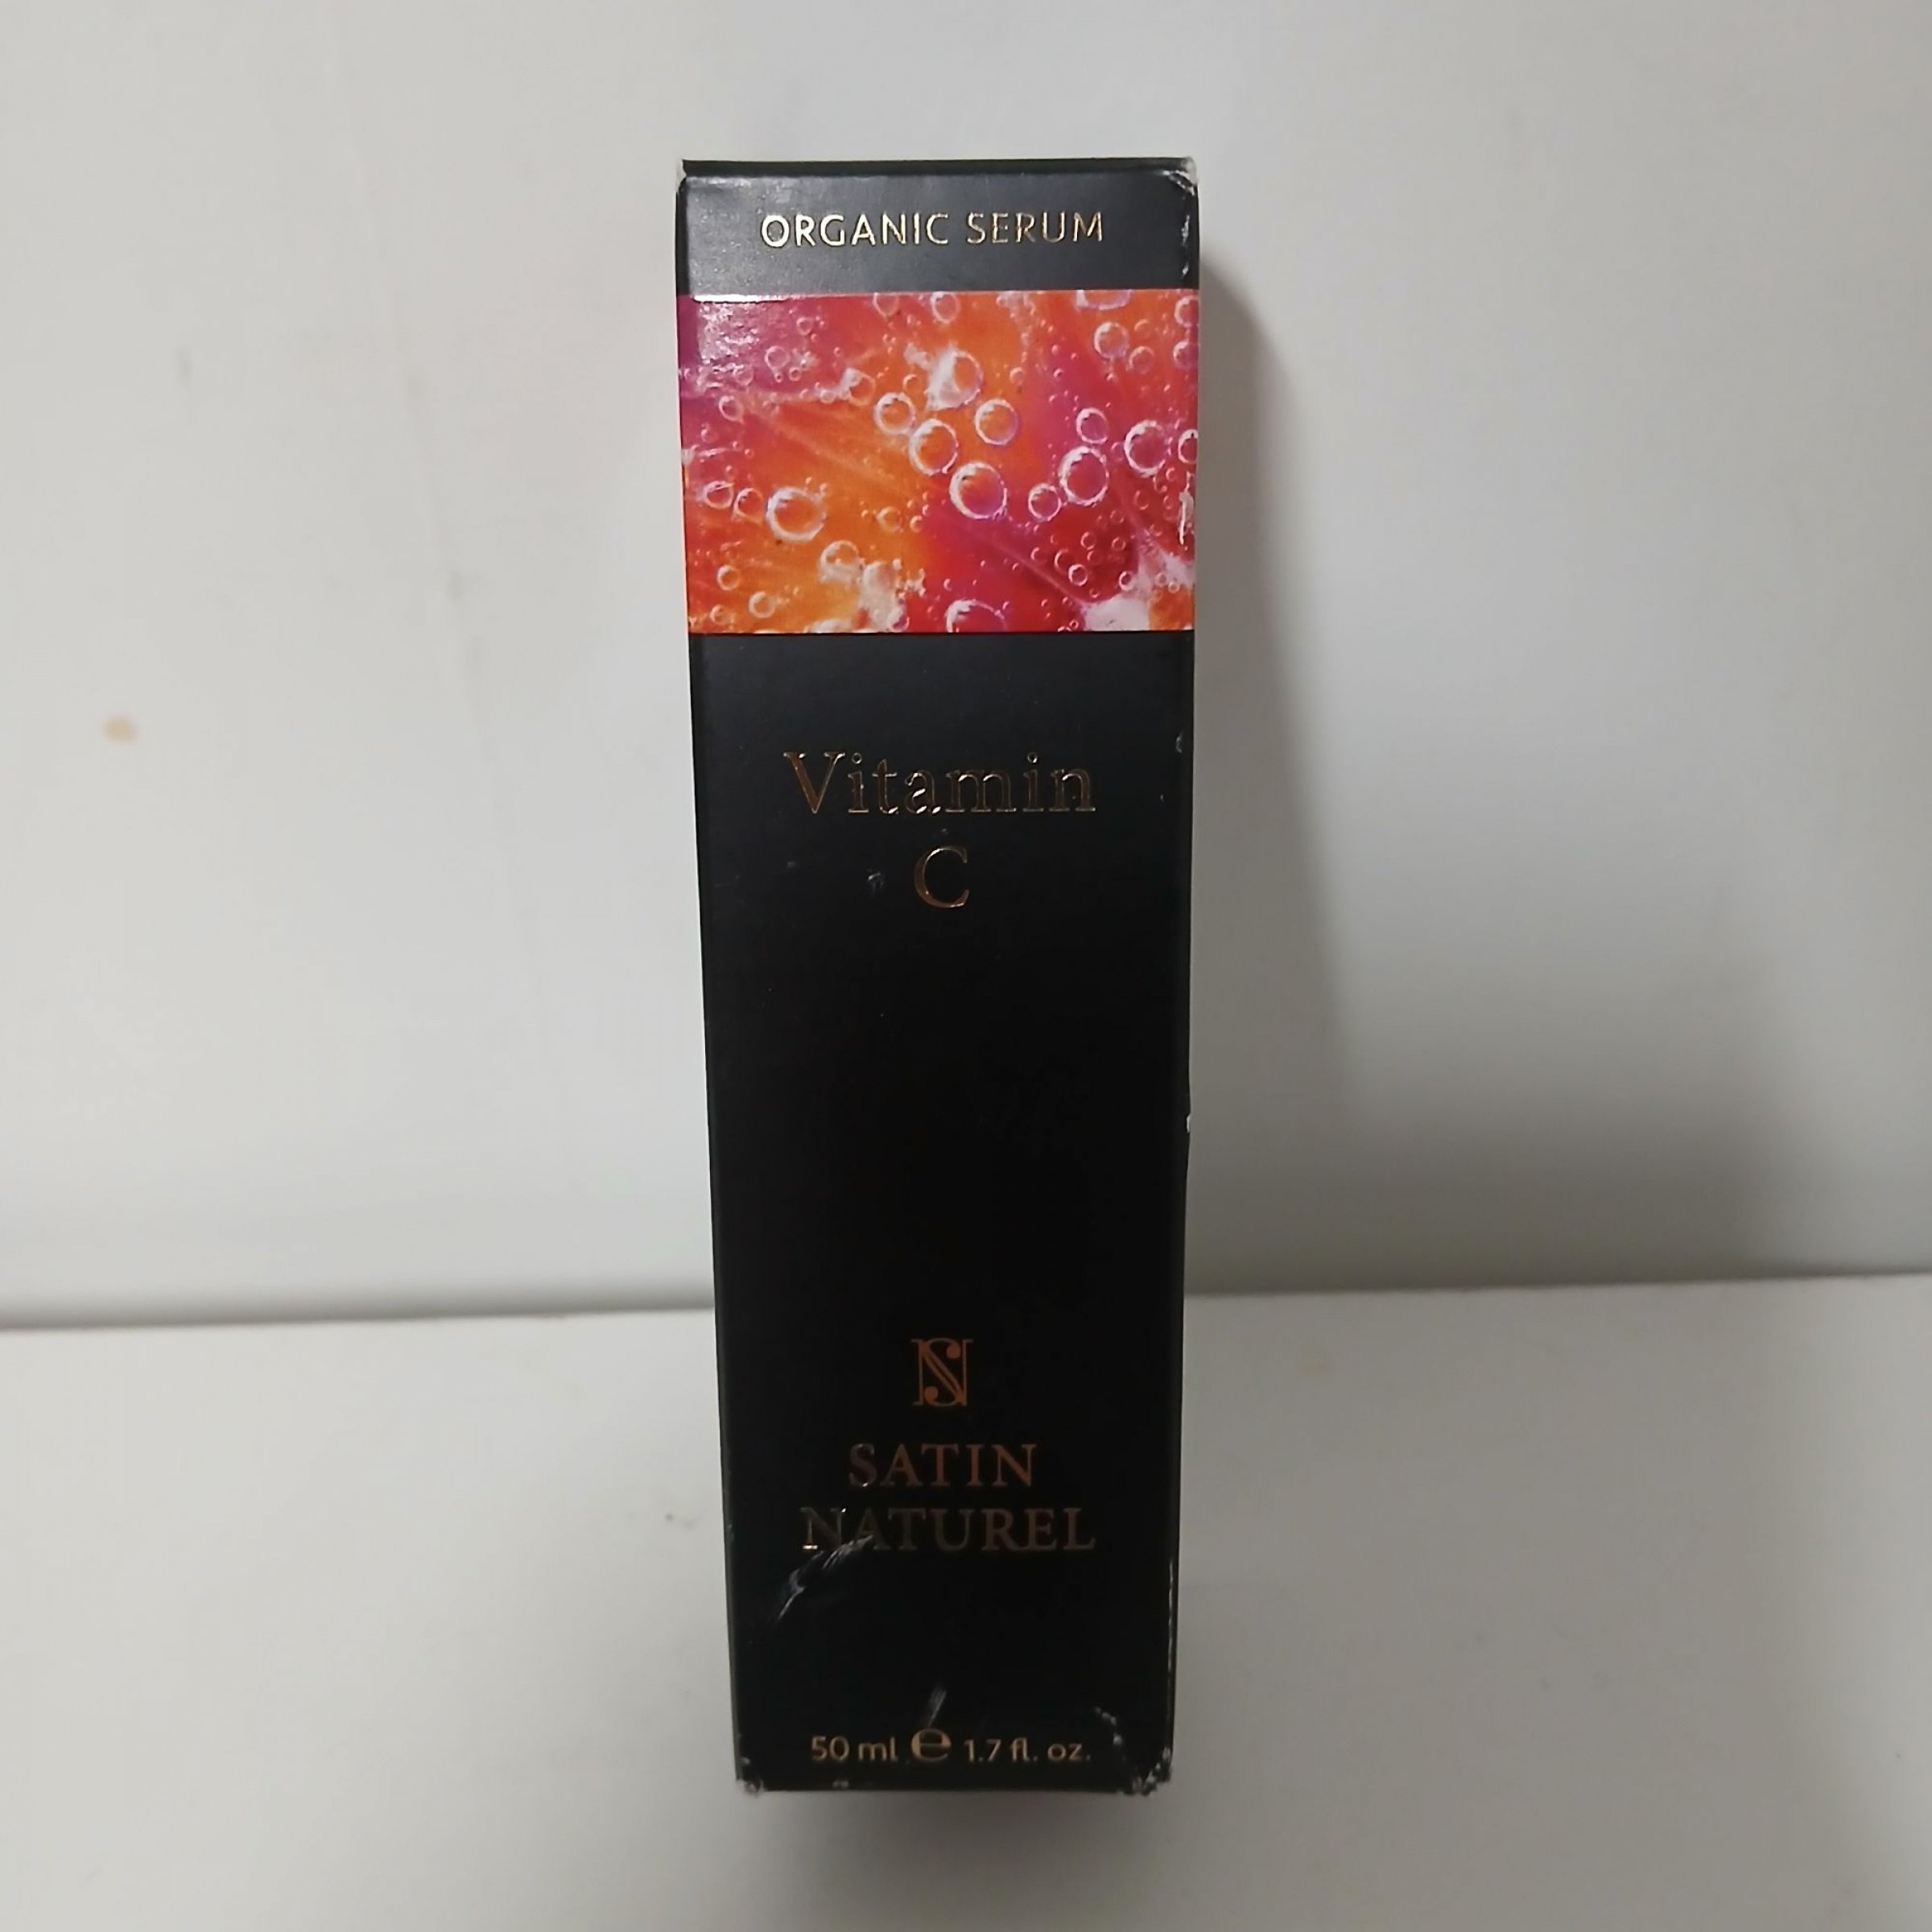 ORGANIC SERUM
Vitamin
C
SN
SATIN
NATUREL
50 ml e 1.7 fl. oz.